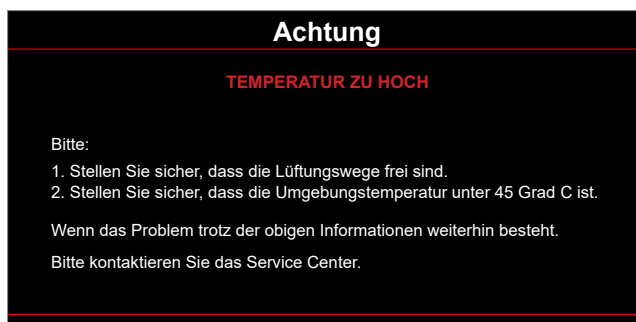 Achtung
TEMPERATUR ZU HOCH
Bitte:
1. Stellen Sie sicher, dass die Lüftungswege frei sind.
2. Stellen Sie sicher, dass die Umgebungstemperatur unter 45 Grad C ist.
Wenn das Problem trotz der obigen Informationen weiterhin besteht.
Bitte kontaktieren Sie das Service Center.